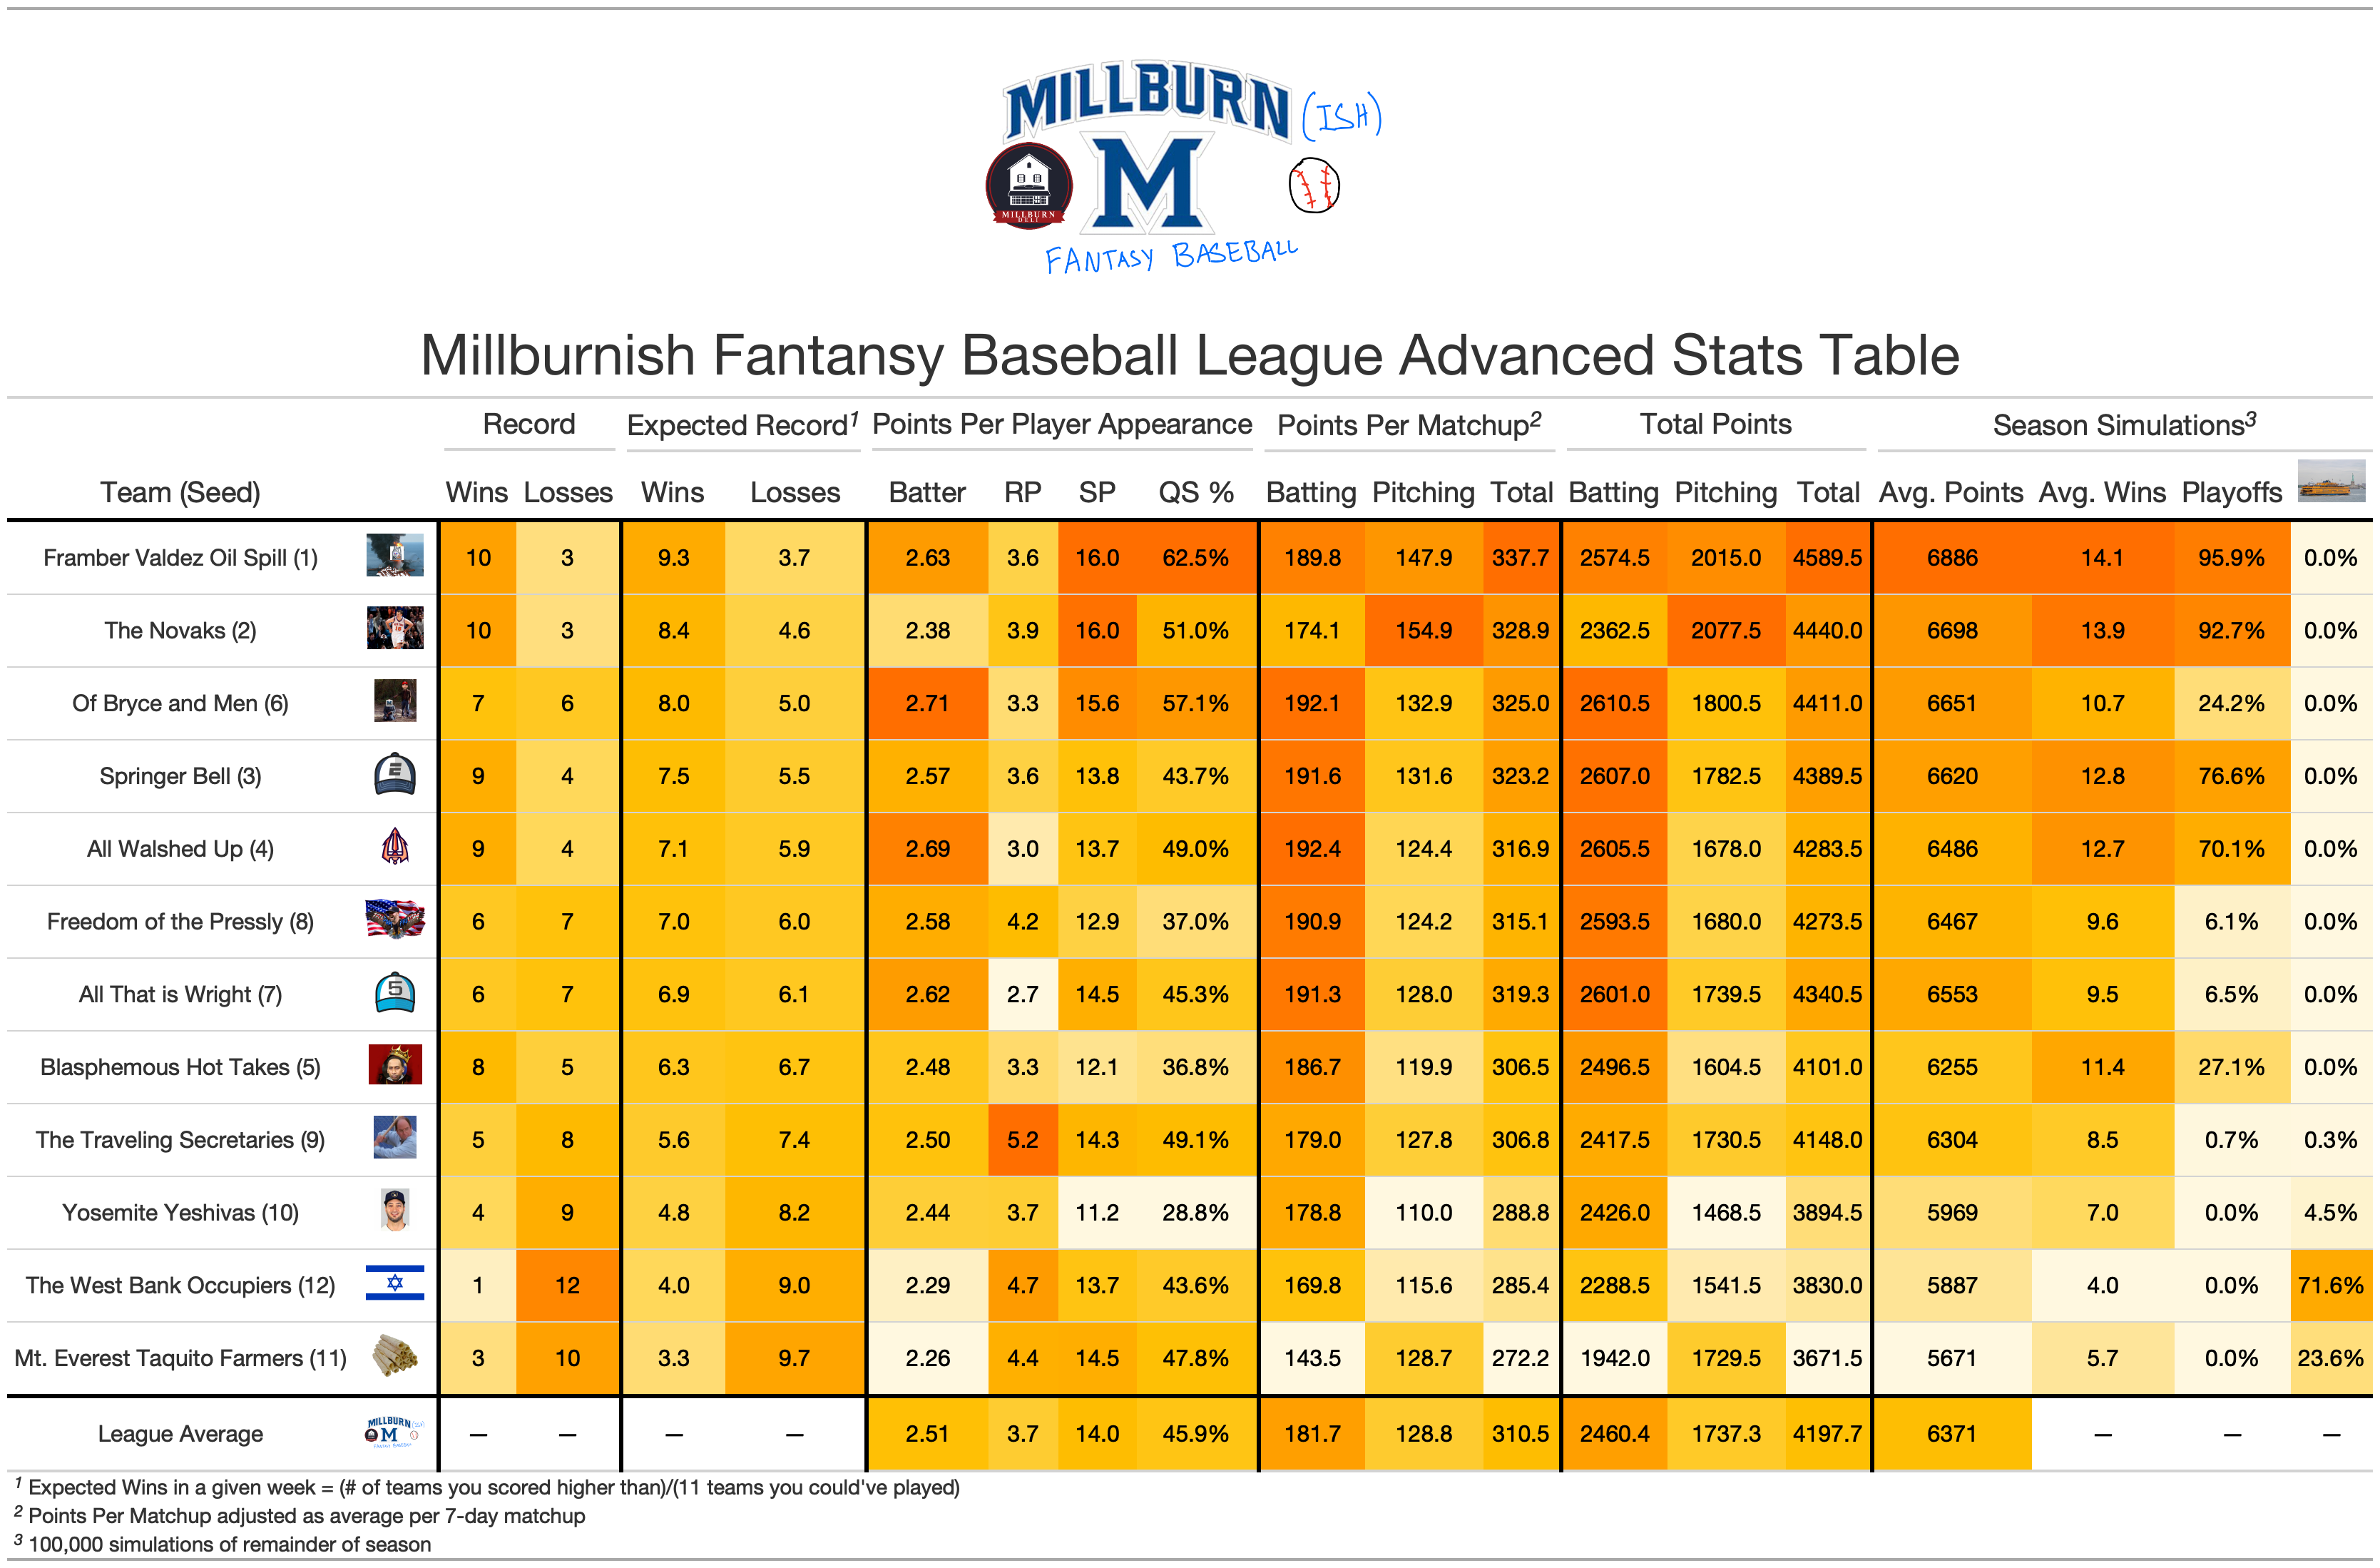 MILLBURN (ISH)
M
MILLBURN
DELI
FANTASY BASEBALL
Millburnish Fantansy Baseball League Advanced Stats Table
Record Expected Record1 Points Per Player Appearance Points Per Matchup2 Total Points Season Simulations3
Team (Seed) Wins Losses Wins Losses Batter RP SP QS % Batting Pitching Total Batting Pitching Total Avg. Points Avg. Wins Playoffs
Framber Valdez Oil Spill (1) 10 3 9.3 3.7 2.63 3.6 16.0 62.5% 189.8 147.9 337.7 2574.5 2015.0 4589.5 6886 14.1 95.9% 0.0%
The Novaks (2) 10 3 8.4 4.6 2.38 3.9 16.0 51.0% 174.1 154.9 328.9 2362.5 2077.5 4440.0 6698 13.9 92.7% 0.0%
Of Bryce and Men (6) 7 6 8.0 5.0 2.71 3.3 15.6 57.1% 192.1 132.9 325.0 2610.5 1800.5 4411.0 6651 10.7 24.2% 0.0%
Springer Bell (3) 9 4 7.5 5.5 2.57 3.6 13.8 43.7% 191.6 131.6 323.2 2607.0 1782.5 4389.5 6620 12.8 76.6% 0.0%
All Walshed Up (4) 9 4 7.1 5.9 2.69 3.0 13.7 49.0% 192.4 124.4 316.9 2605.5 1678.0 4283.5 6486 12.7 70.1% 0.0%
Freedom of the Pressly (8) 6 7 7.0 6.0 2.58 4.2 12.9 37.0% 190.9 124.2 315.1 2593.5 1680.0 4273.5 6467 9.6 6.1% 0.0%
All That is Wright (7) 5 6 7 6.9 6.1 2.62 2.7 14.5 45.3% 191.3 128.0 319.3 2601.0 1739.5 4340.5 6553 9.5 6.5% 0.0%
Blasphemous Hot Takes (5) 8 5 6.3 6.7 2.48 3.3 12.1 36.8% 186.7 119.9 306.5 2496.5 1604.5 4101.0 6255 11.4 27.1% 0.0%
The Traveling Secretaries (9) 5 8 5.6 7.4 2.50 5.2 14.3 49.1% 179.0 127.8 306.8 2417.5 1730.5 4148.0 6304 8.5 0.7% 0.3%
Yosemite Yeshivas (10) 4 9 4.8 8.2 2.44 3.7 11.2 28.8% 178.8 110.0 288.8 2426.0 1468.5 3894.5 5969 7.0 0.0% 4.5%
The West Bank Occupiers (12) 1 12 4.0 9.0 2.29 4.7 13.7 43.6% 169.8 115.6 285.4 2288.5 1541.5 3830.0 5887 4.0 0.0% 71.6%
Mt. Everest Taquito Farmers (11) 3 10 3.3 9.7 2.26 4.4 14.5 47.8% 143.5 128.7 272.2 1942.0 1729.5 3671.5 5671 5.7 0.0% 23.6%
League Average MILLBURN M — — — — 2.51 3.7 14.0 45.9% 181.7 128.8 310.5 2460.4 1737.3 4197.7 6371 — — —
1 Expected Wins in a given week = (# of teams you scored higher than)/(11 teams you could've played)
2 Points Per Matchup adjusted as average per 7-day matchup
3 100,000 simulations of remainder of season